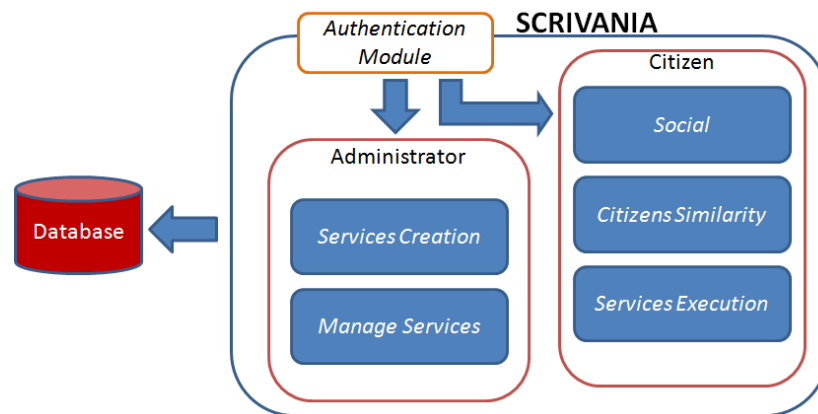 SCRIVANIA
Authentication
Module
Citizen
Social
Administrator
Citizens Similarity
Database
Services Creation
Services Execution
Manage Services